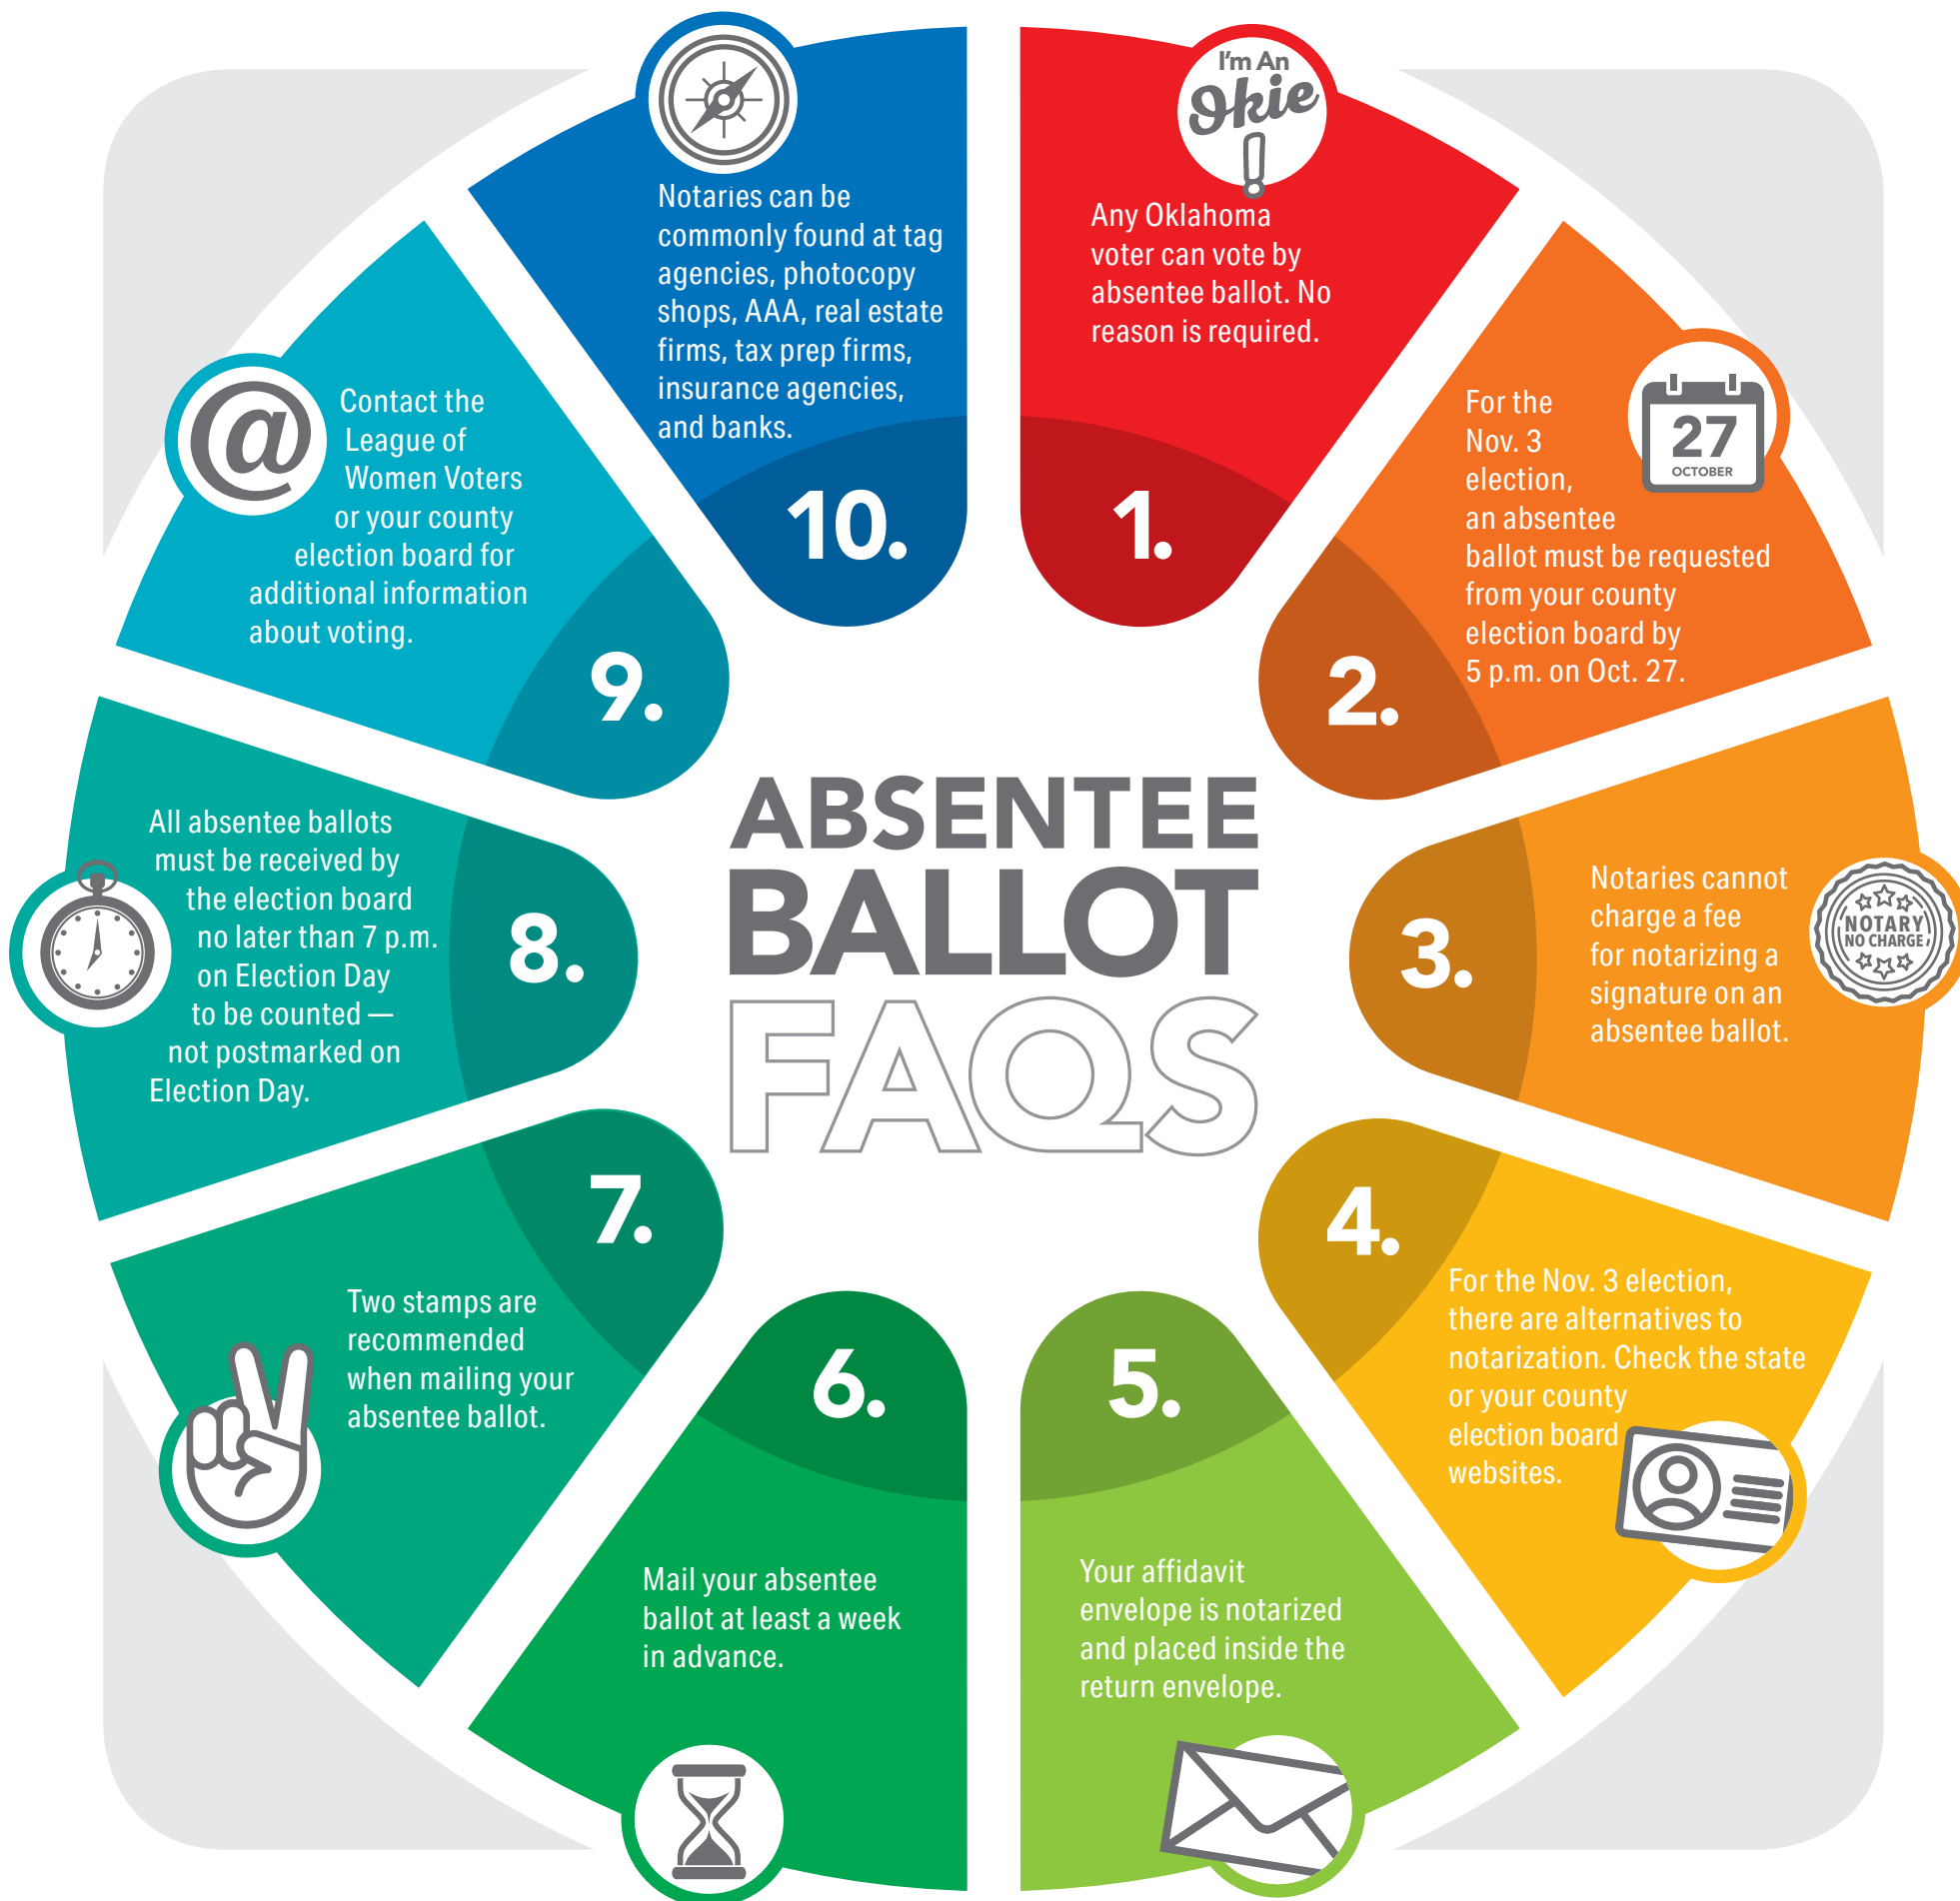 ABSENTEE
BALLOT
FAQS
I'm An
Okie
!
Any Oklahoma
voter can vote by
absentee ballot. No
reason is required.
1.
27
OCTOBER
For the
Nov. 3
election,
an absentee
ballot must be requested
from your county
election board by
5 p.m. on Oct. 27.
2.
Notaries cannot
charge a fee
for notarizing a
signature on an
absentee ballot.
NOTARY
NO CHARGE
3.
For the Nov. 3 election,
there are alternatives to
notarization. Check the state
or your county
election board
websites.
4.
Your affidavit
envelope is notarized
and placed inside the
return envelope.
5.
Mail your absentee
ballot at least a week
in advance.
6.
Two stamps are
recommended
when mailing your
absentee ballot.
7.
All absentee ballots
must be received by
the election board
no later than 7 p.m.
on Election Day
to be counted —
not postmarked on
Election Day.
8.
@
Contact the
League of
Women Voters
or your county
election board for
additional information
about voting.
9.
Notaries can be
commonly found at tag
agencies, photocopy
shops, AAA, real estate
firms, tax prep firms,
insurance agencies,
and banks.
10.